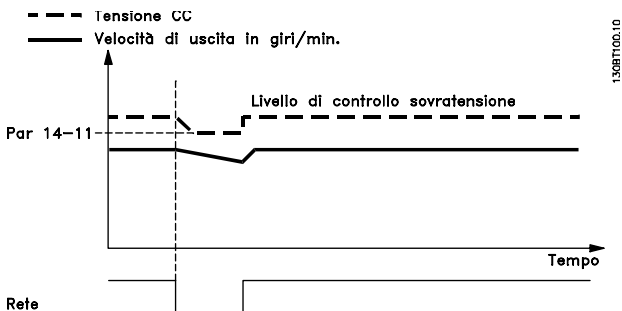 Tensione CC
Velocità di uscita in giri/min.
130BT100.10
Livello di controllo sovratensione
Par 14-11
Tempo
Rete